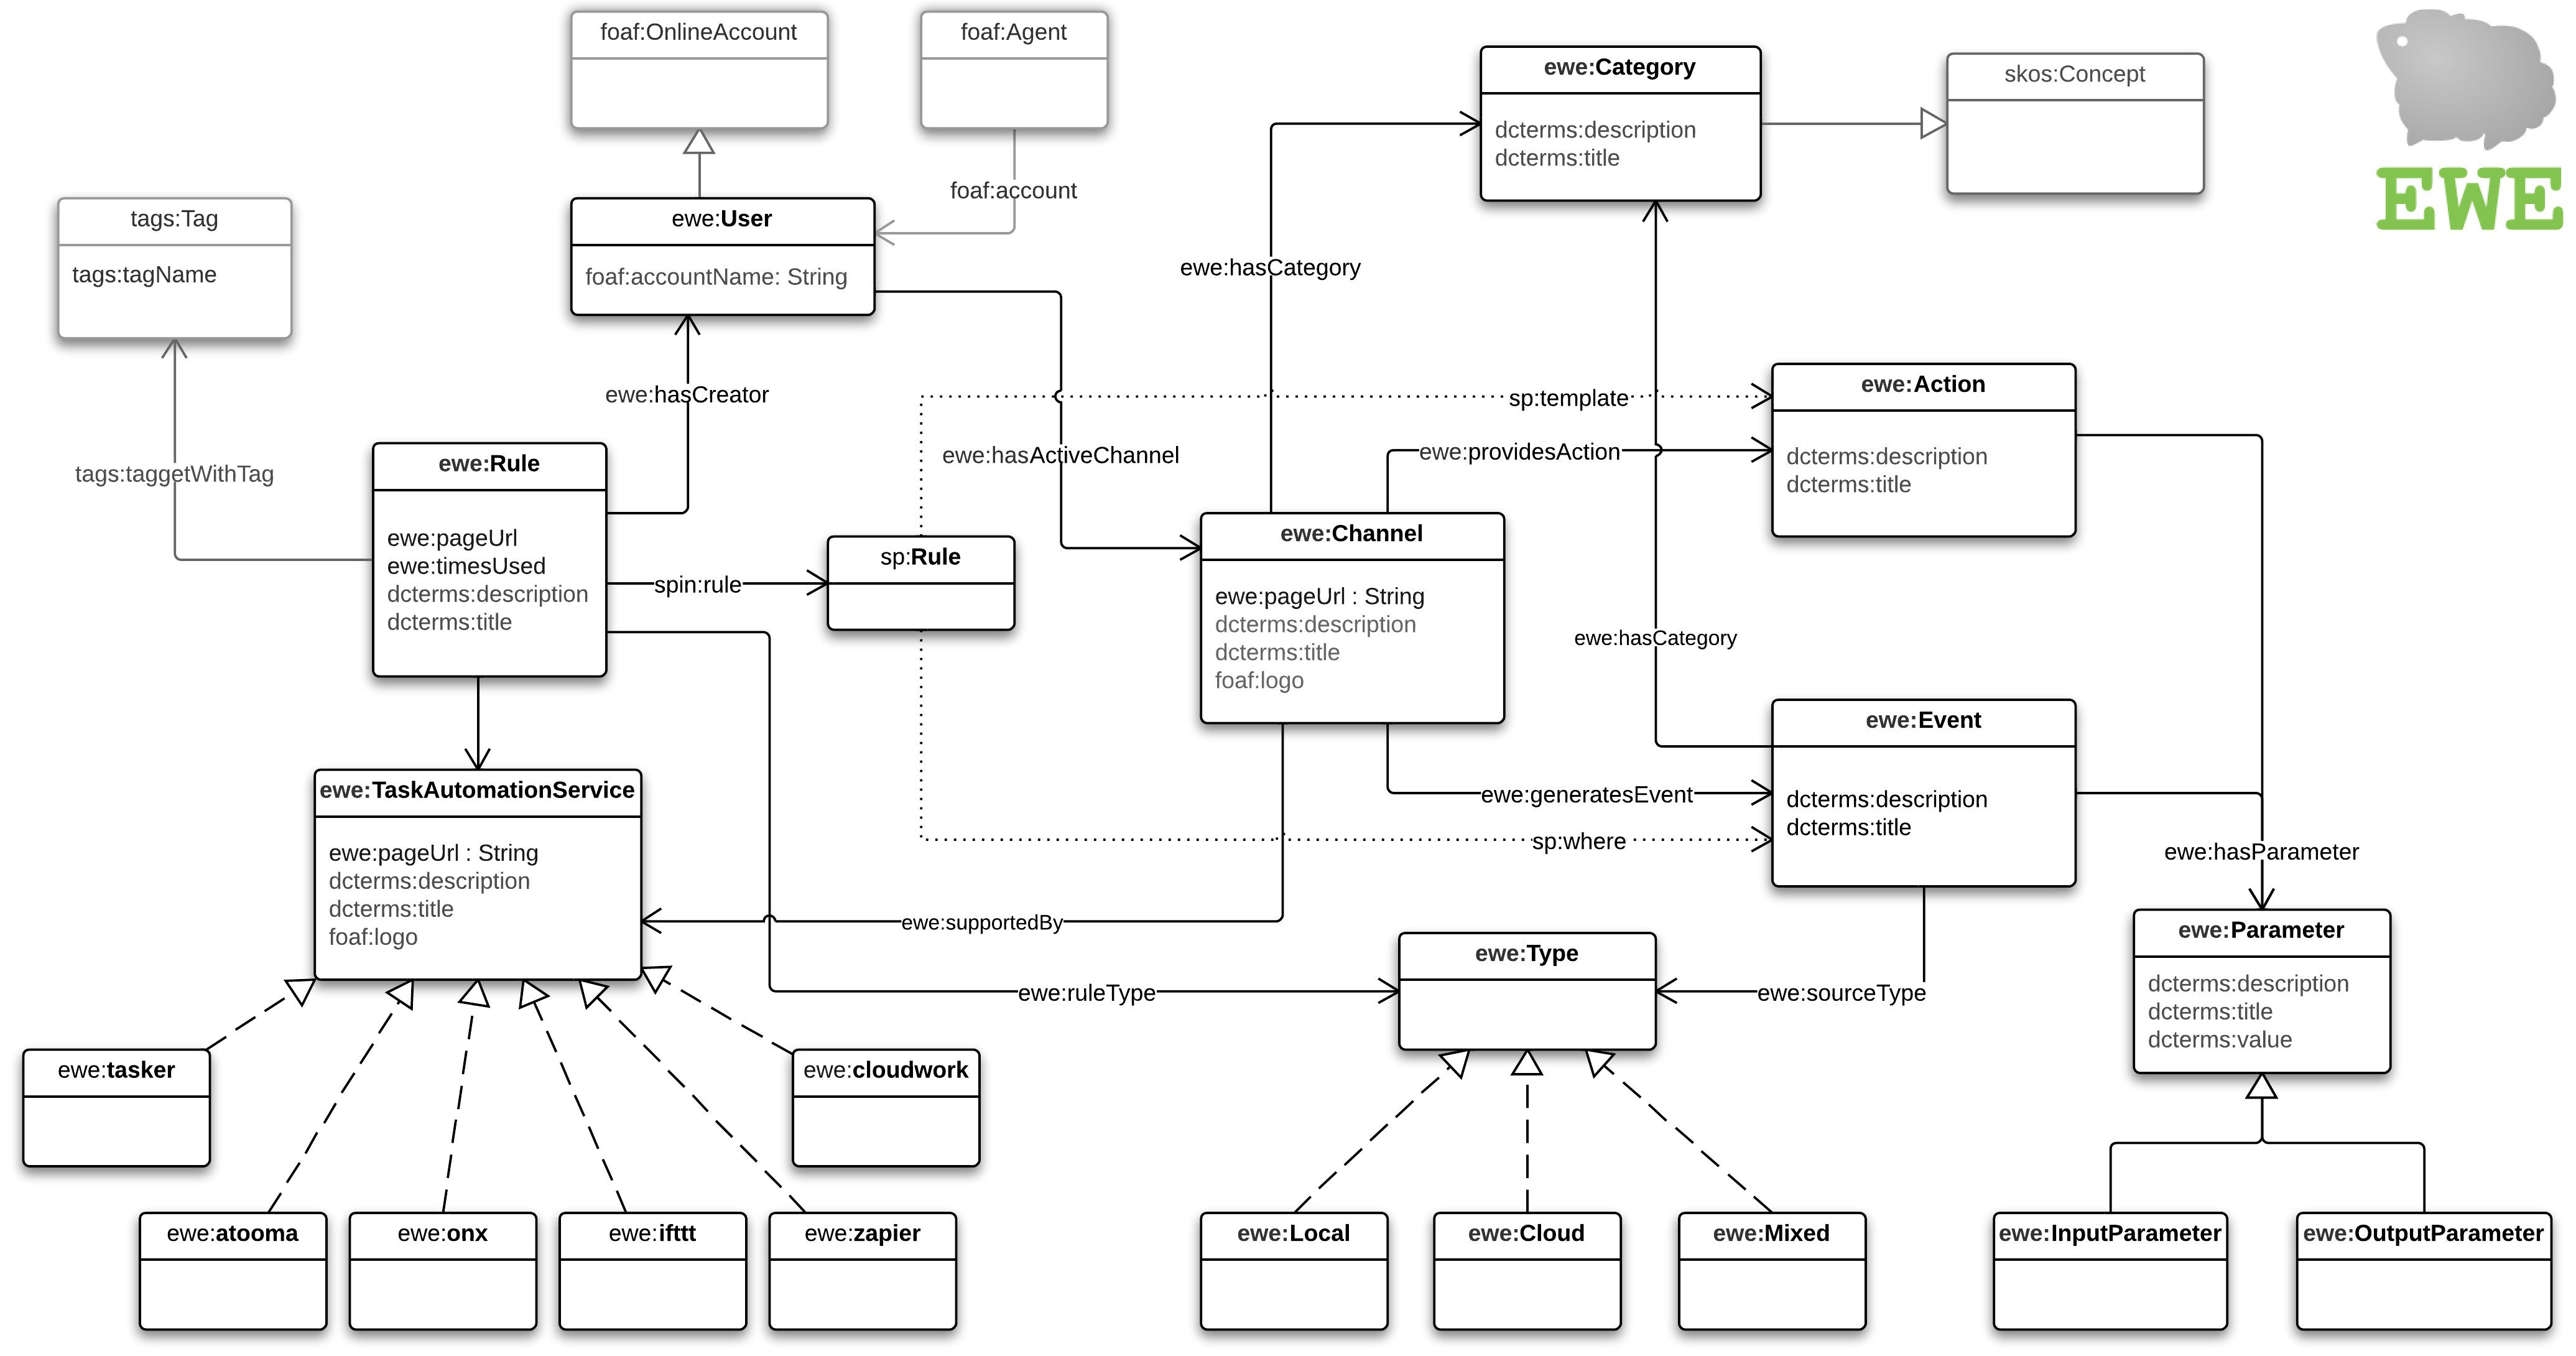 foaf:OnlineAccount
foaf:Agent
ewe:Category
dcterms:description
dcterms:title
skos:Concept
EWE
foaf:account
tags:Tag
tags:tagName
ewe:User
foaf:accountName: String
ewe:hasCategory
ewe:hasCreator
sp:template
ewe:Action
dcterms:description
dcterms:title
ewe:hasActiveChannel
ewe:providesAction
tags:taggetWithTag
ewe:Rule
ewe:pageUrl
ewe:timesUsed
dcterms:description
dcterms:title
spin:rule
sp:Rule
ewe:Channel
ewe:pageUrl : String
dcterms:description
dcterms:title
foaf:logo
ewe:hasCategory
ewe:Event
dcterms:description
dcterms:title
ewe:generatesEvent
sp:where
ewe:hasParameter
ewe:TaskAutomationService
ewe:pageUrl : String
dcterms:description
dcterms:title
foaf:logo
ewe:supportedBy
ewe:ruleType
ewe:Type
ewe:sourceType
ewe:Parameter
dcterms:description
dcterms:title
dcterms:value
ewe:tasker
ewe:cloudwork
ewe:atooma
ewe:onx
ewe:ifttt
ewe:zapier
ewe:Local
ewe:Cloud
ewe:Mixed
ewe:InputParameter
ewe:OutputParameter